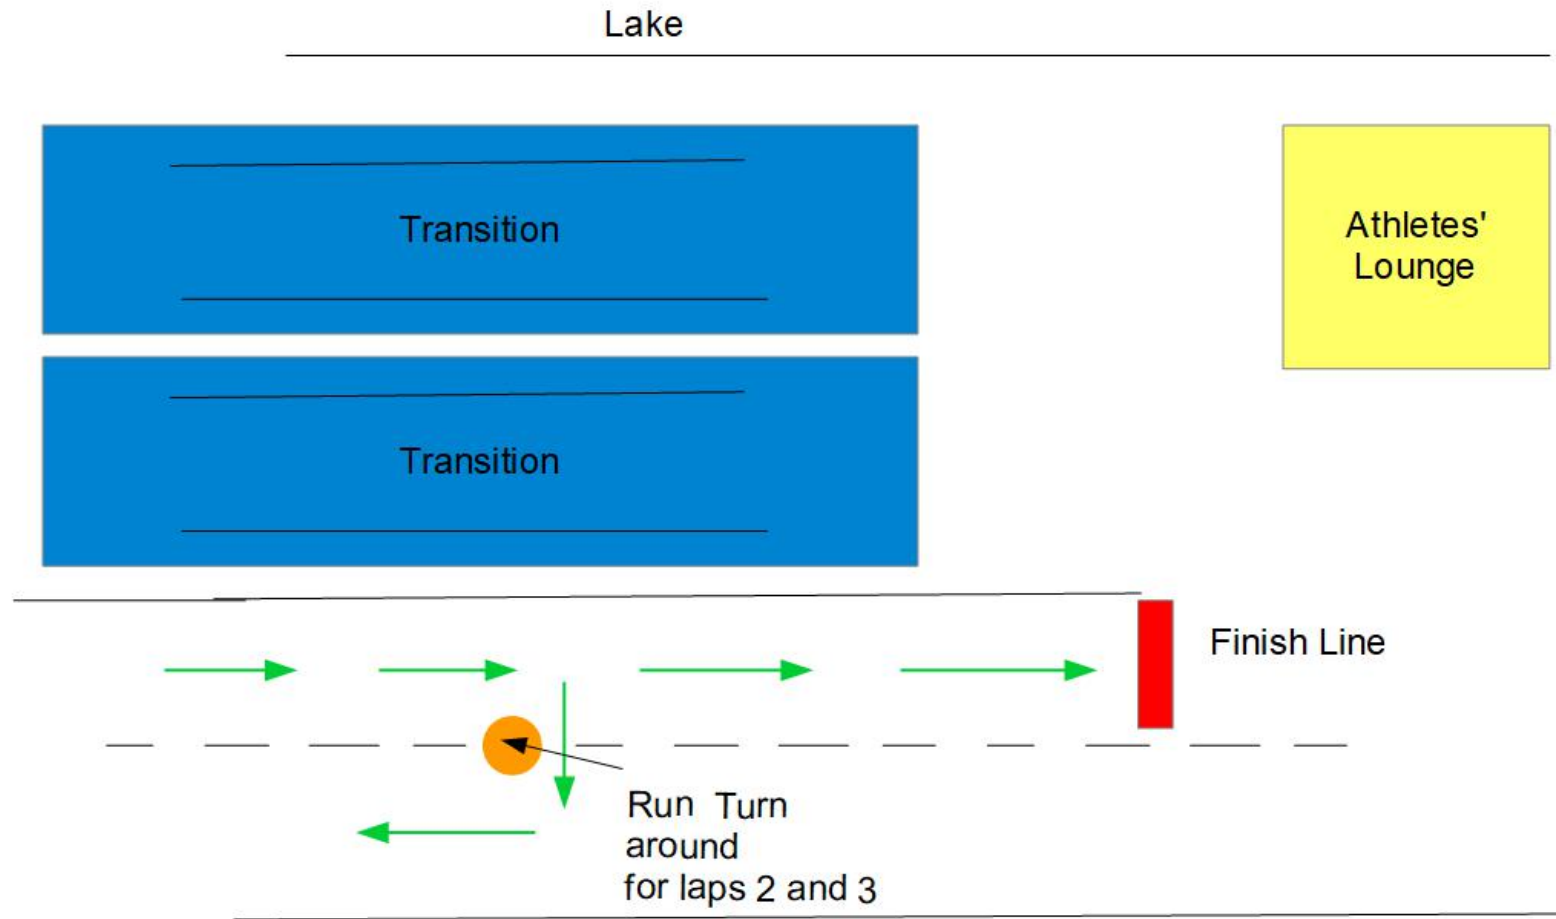 Lake
Transition
Athletes'
Lounge
Transition
Finish Line
Run Turn
around
for laps 2 and 3